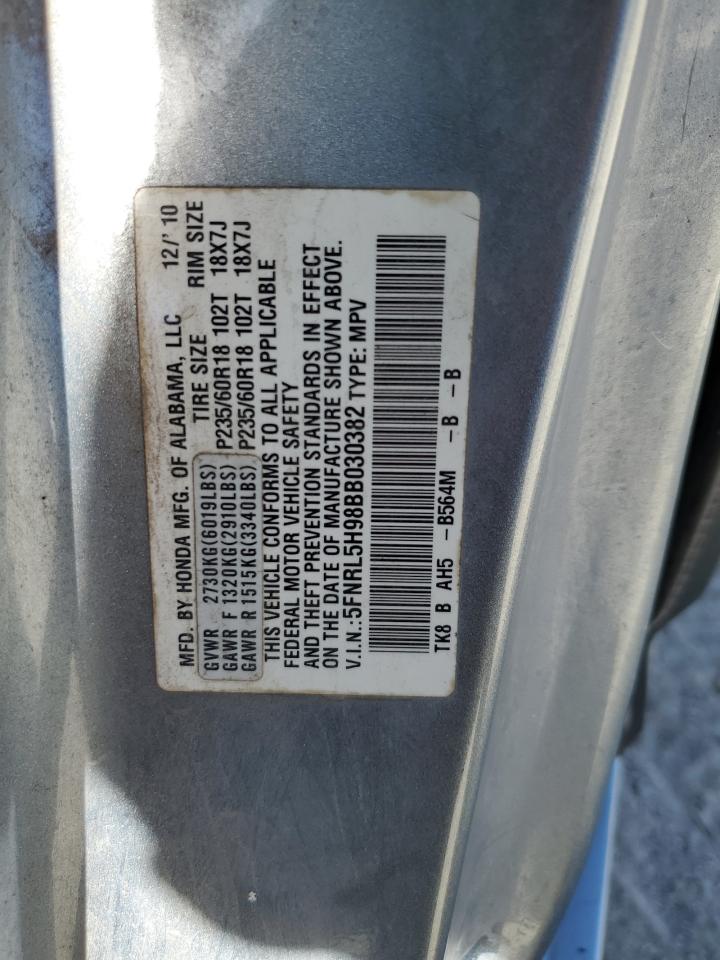 MFD. BY HONDA MFG. OF ALABAMA, LLC 12/'10
TIRE SIZE RIM SIZE
GVWR 2730KG(6019LBS)
GAWR F 1320KG(2910LBS) P235/60R18 102T 18X7J
GAWR R 1515KG(3340LBS) P235/60R18 102T 18X7J
THIS VEHICLE CONFORMS TO ALL APPLICABLE
FEDERAL MOTOR VEHICLE SAFETY
AND THEFT PREVENTION STANDARDS IN EFFECT
ON THE DATE OF MANUFACTURE SHOWN ABOVE.
V.I.N.:5FNRL5H98BB030382 TYPE: MPV
TK8 B AH5 -B564M -B -B